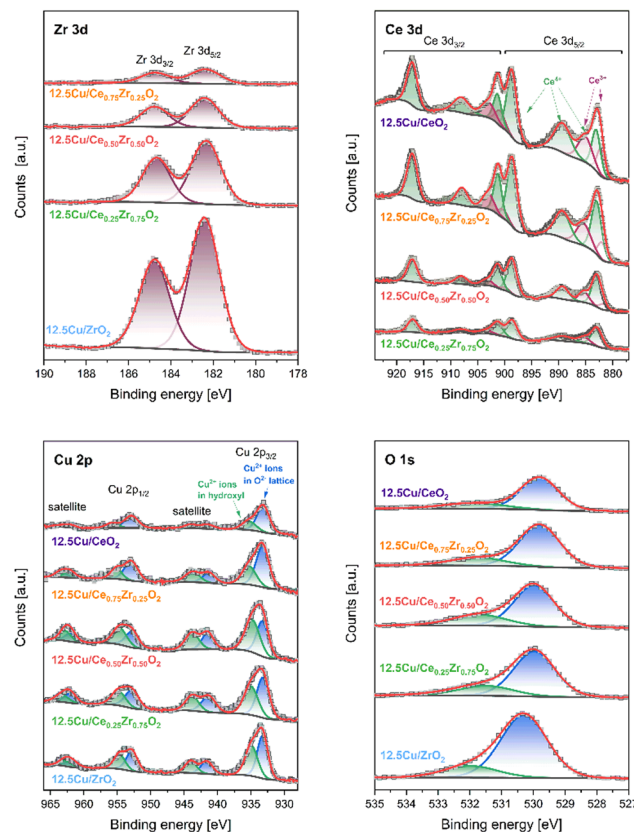 Zr 3d
Zr 3d₃/₂
Zr 3d₅/₂
12.5Cu/Ce₀.₇₅Zr₀.₂₅O₂
12.5Cu/Ce₀.₅₀Zr₀.₅₀O₂
12.5Cu/Ce₀.₂₅Zr₀.₇₅O₂
12.5Cu/ZrO₂
Counts [a.u.]
190 188 186 184 182 180 178
Binding energy [eV]
Ce 3d
Ce 3d₃/₂
Ce 3d₅/₂
Ce⁴⁺
Ce³⁺
12.5Cu/CeO₂
12.5Cu/Ce₀.₇₅Zr₀.₂₅O₂
12.5Cu/Ce₀.₅₀Zr₀.₅₀O₂
12.5Cu/Ce₀.₂₅Zr₀.₇₅O₂
Counts [a.u.]
920 915 910 905 900 895 890 885 880
Binding energy [eV]
Cu 2p
Cu 2p₃/₂
Cu²⁺ ions
in hydroxyl
Cu²⁺ Ions
in O²⁻ lattice
satellite
Cu 2p₁/₂
satellite
12.5Cu/CeO₂
12.5Cu/Ce₀.₇₅Zr₀.₂₅O₂
12.5Cu/Ce₀.₅₀Zr₀.₅₀O₂
12.5Cu/Ce₀.₂₅Zr₀.₇₅O₂
12.5Cu/ZrO₂
Counts [a.u.]
965 960 955 950 945 940 935 930
Binding energy [eV]
O 1s
12.5Cu/CeO₂
12.5Cu/Ce₀.₇₅Zr₀.₂₅O₂
12.5Cu/Ce₀.₅₀Zr₀.₅₀O₂
12.5Cu/Ce₀.₂₅Zr₀.₇₅O₂
12.5Cu/ZrO₂
Counts [a.u.]
535 534 533 532 531 530 529 528 527
Binding energy [eV]